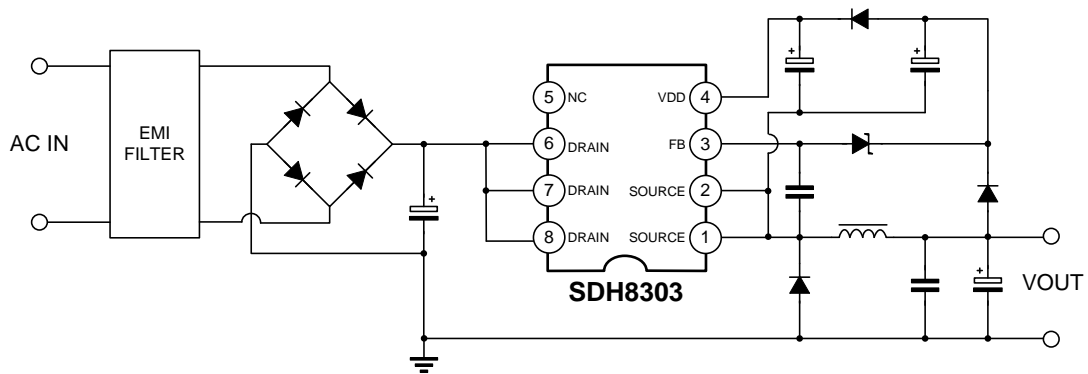 AC IN
EMI
FILTER
5 NC
6 DRAIN
7 DRAIN
8 DRAIN
VDD 4
FB 3
SOURCE 2
SOURCE 1
SDH8303
+
+
+
+
VOUT